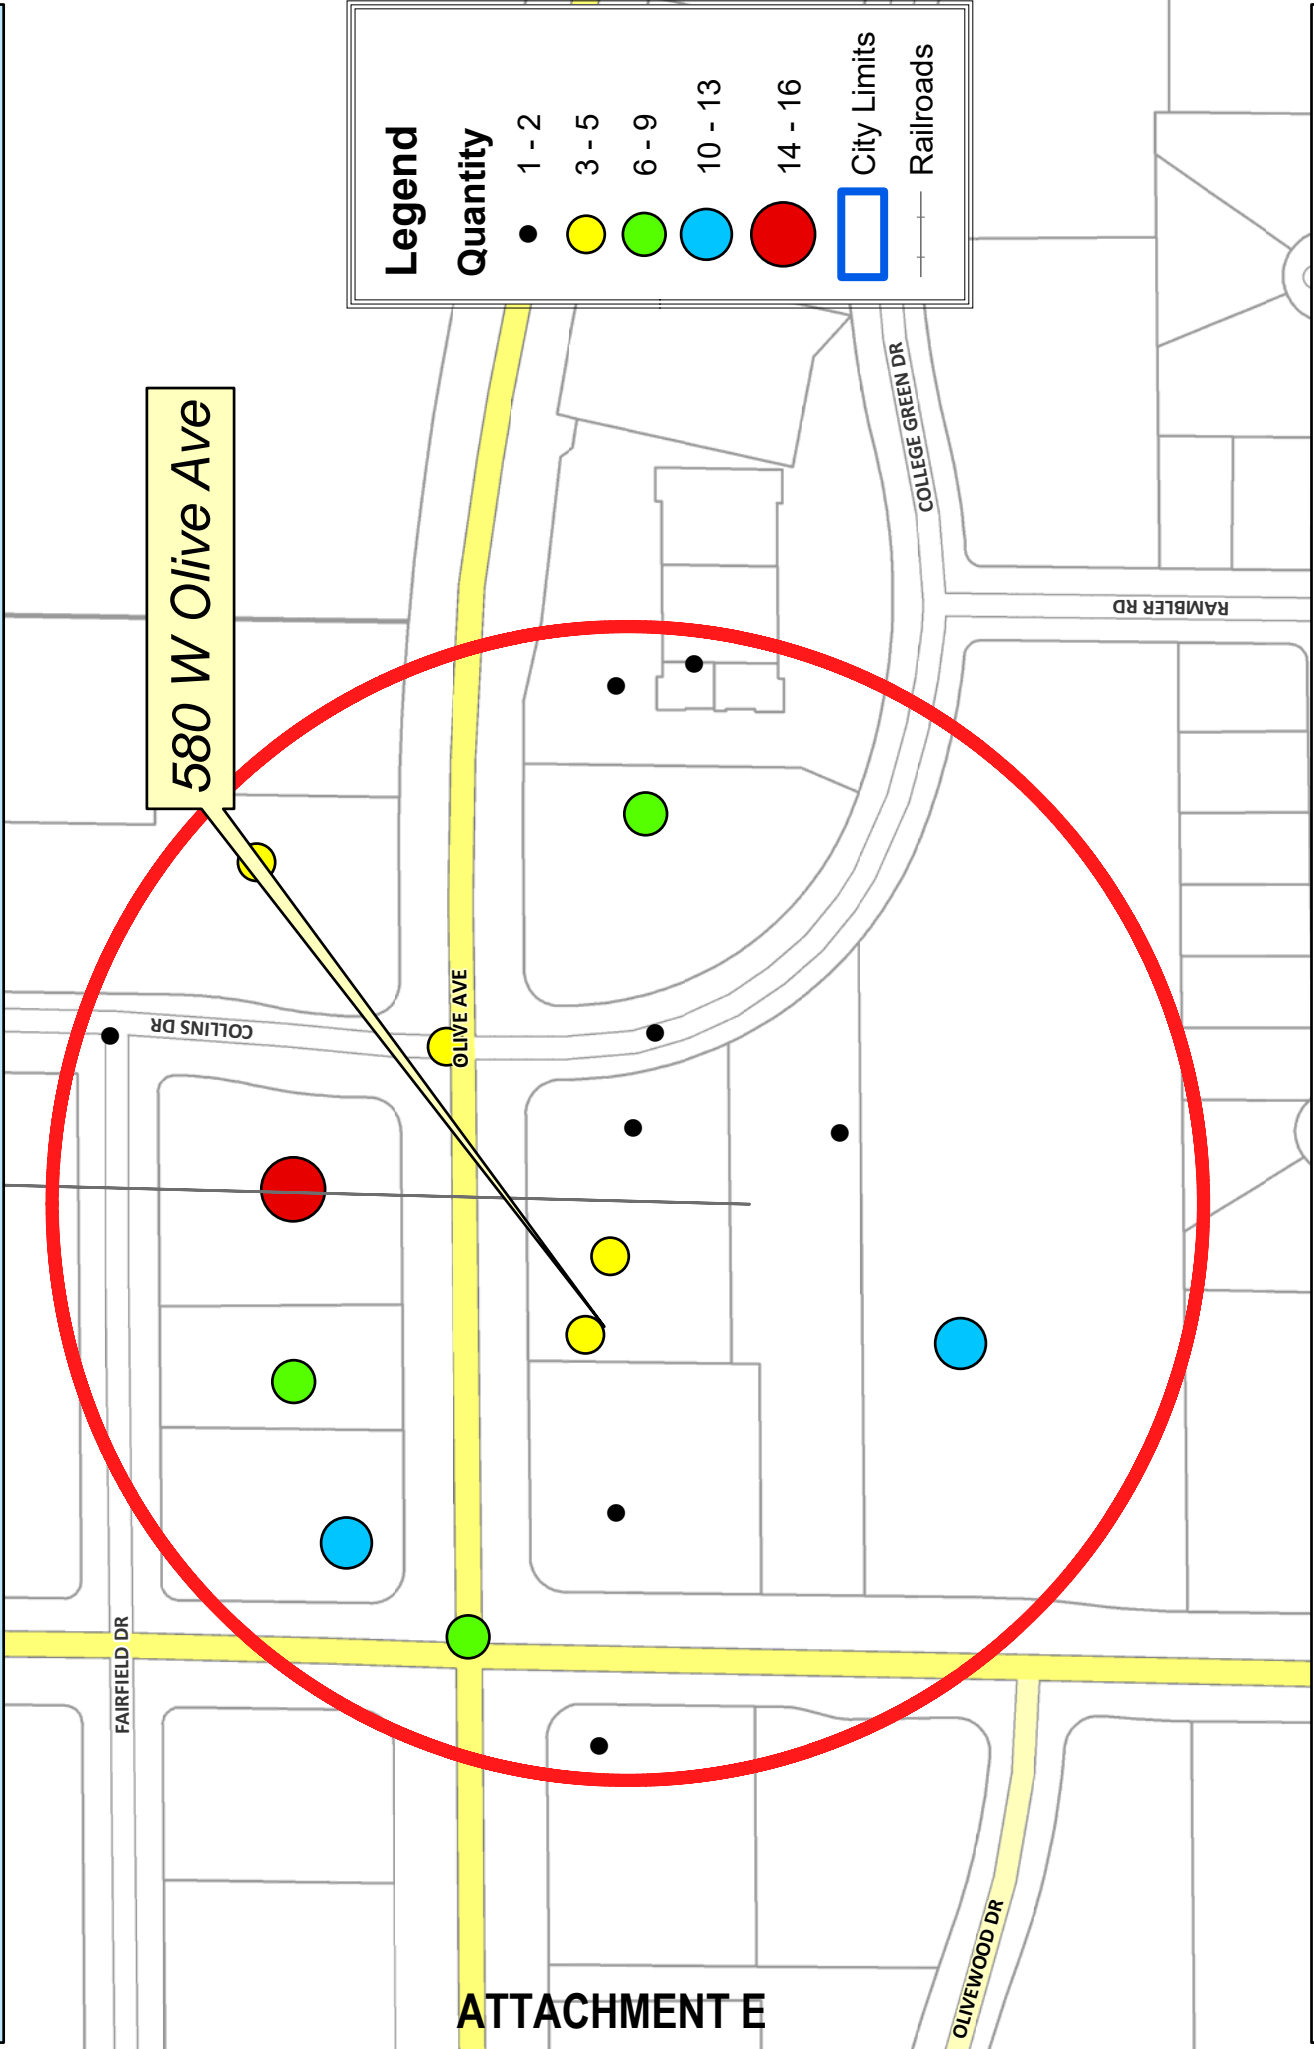 Legend
Quantity
1 - 2
3 - 5
6 - 9
10 - 13
14 - 16
City Limits
Railroads
580 W Olive Ave
COLLEGE GREEN DR
RAMBLER RD
OLIVE AVE
COLLINS DR
FAIRFIELD DR
OLIVEWOOD DR
ATTACHMENT E